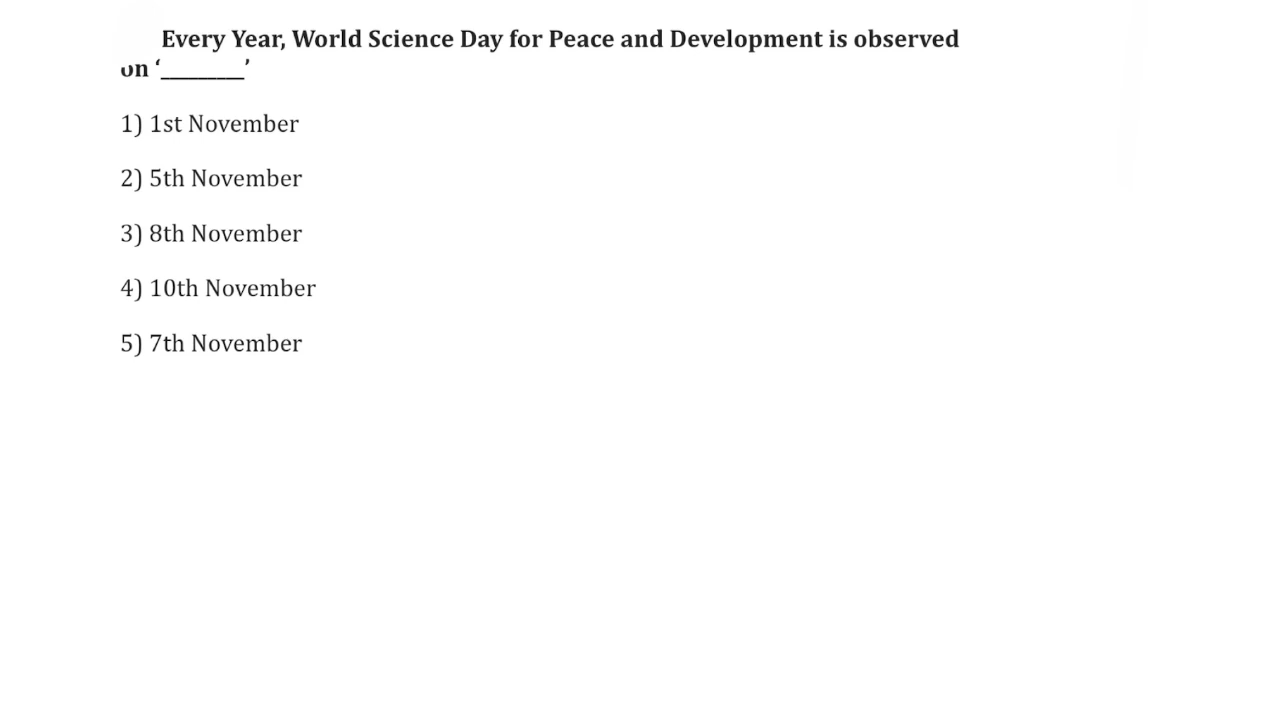 Every Year, World Science Day for Peace and Development is observed
on ‘_________’
1) 1st November
2) 5th November
3) 8th November
4) 10th November
5) 7th November